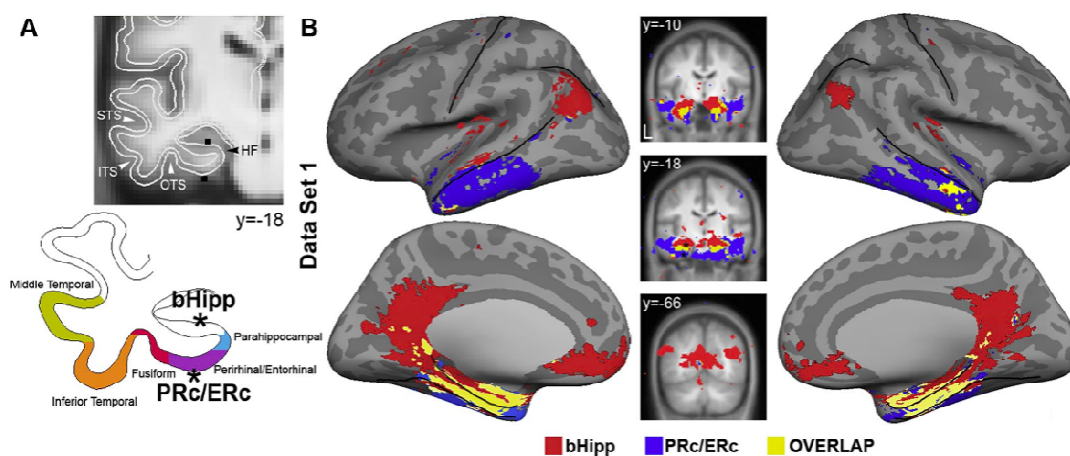 A
STS
ITS
OTS
HF
y=-18
Middle Temporal
bHipp
*
Parahippocampal
Fusiform
Perirhinal/Entorhinal
*
Inferior Temporal
PRc/ERc
B
Data Set 1
y=-10
L
y=-18
y=-66
bHipp
PRc/ERc
OVERLAP